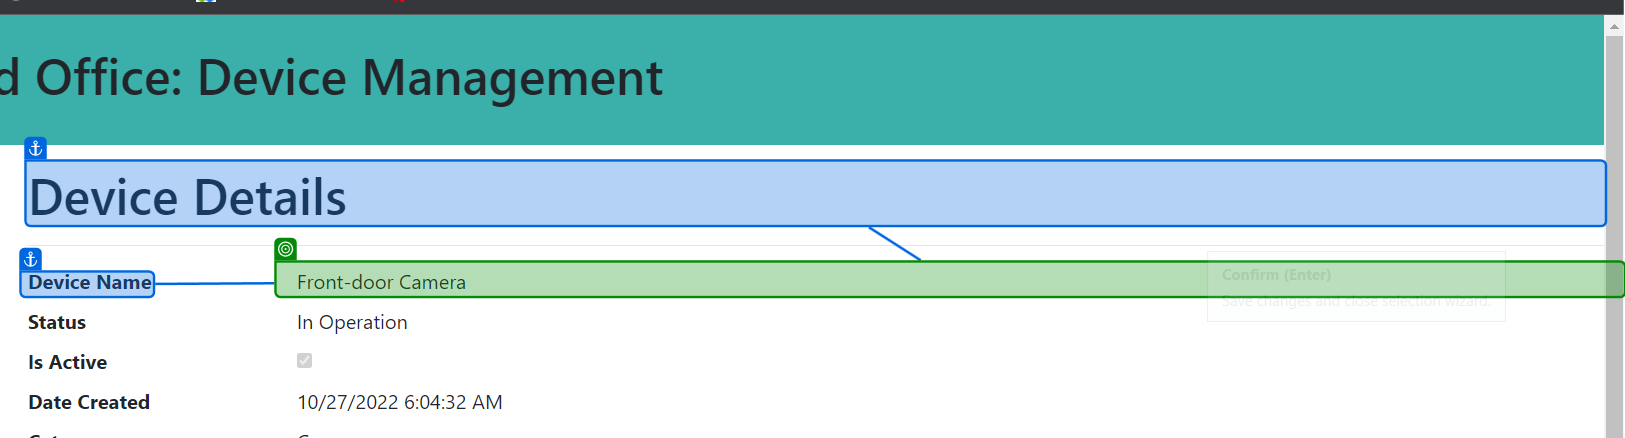 d Office: Device Management
Device Details
Confirm (Enter)
Save changes and close selection wizard.
Device Name Front-door Camera
Status In Operation
Is Active
Date Created 10/27/2022 6:04:32 AM